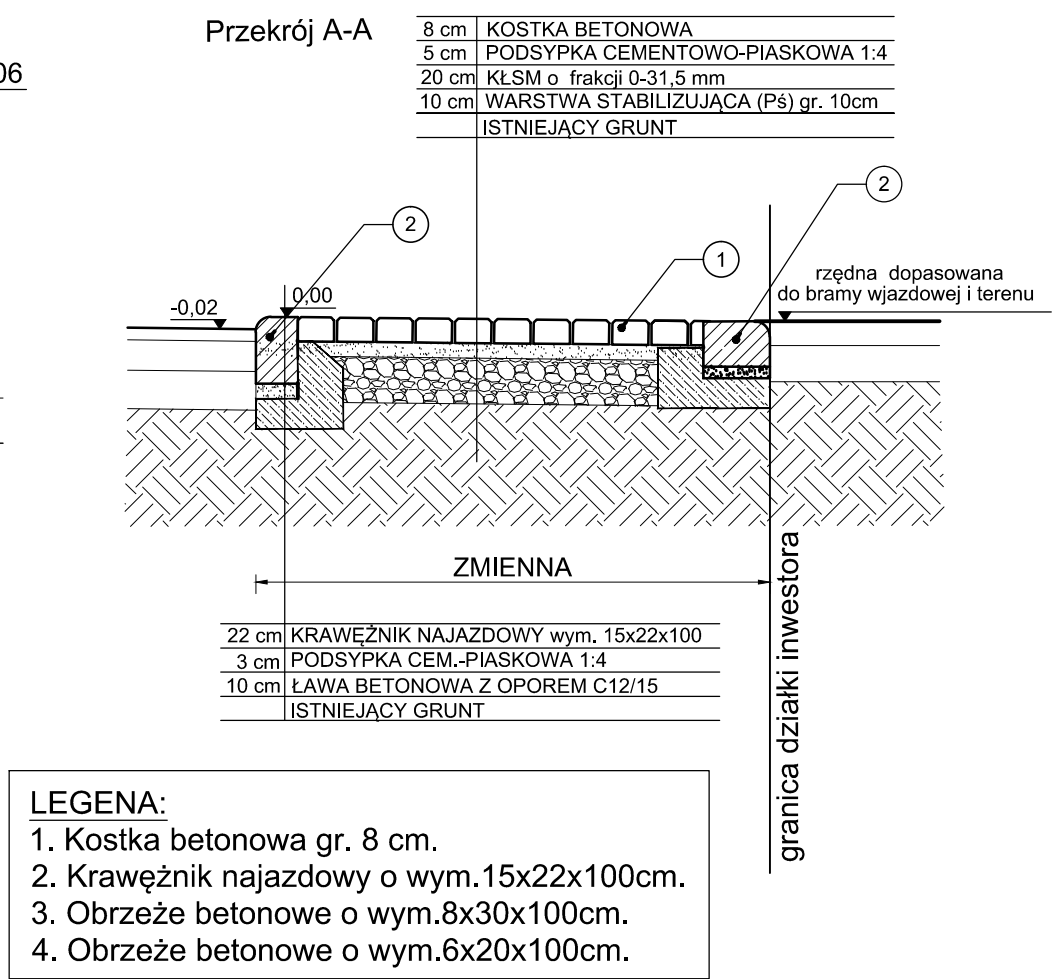 Przekrój A-A
06
8 cm KOSTKA BETONOWA
5 cm PODSYPKA CEMENTOWO-PIASKOWA 1:4
20 cm KŁSM o frakcji 0-31,5 mm
10 cm WARSTWA STABILIZUJĄCA (Pś) gr. 10cm
ISTNIEJĄCY GRUNT
2
2
1
rzędna dopasowana
do bramy wjazdowej i terenu
-0,02
0,00
ZMIENNA
granica działki inwestora
22 cm KRAWĘŻNIK NAJAZDOWY wym. 15x22x100
3 cm PODSYPKA CEM.-PIASKOWA 1:4
10 cm ŁAWA BETONOWA Z OPOREM C12/15
ISTNIEJĄCY GRUNT
LEGENA:
1. Kostka betonowa gr. 8 cm.
2. Krawężnik najazdowy o wym.15x22x100cm.
3. Obrzeże betonowe o wym.8x30x100cm.
4. Obrzeże betonowe o wym.6x20x100cm.